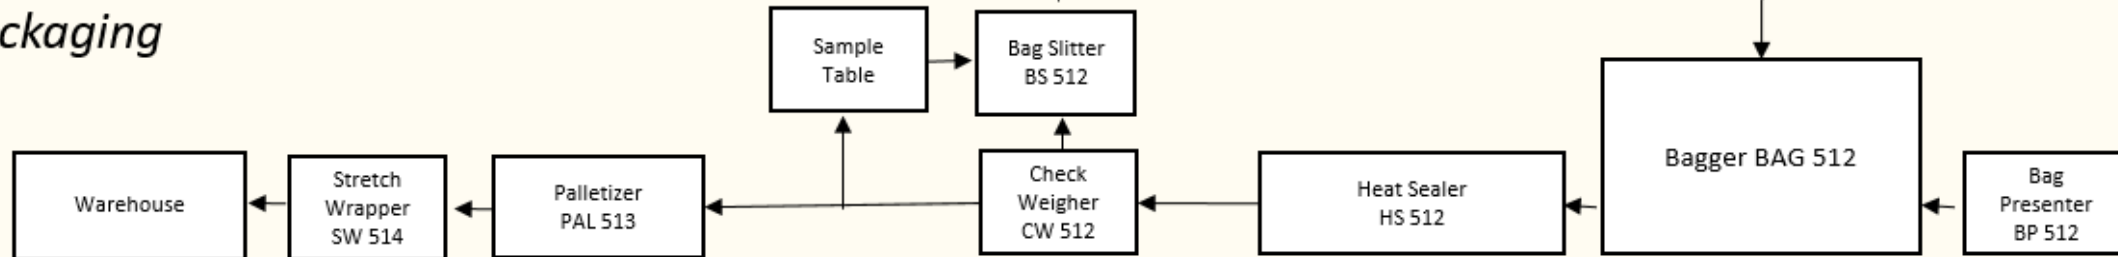 ckaging
Sample
Table
Bag Slitter
BS 512
Warehouse
Stretch
Wrapper
SW 514
Palletizer
PAL 513
Check
Weigher
CW 512
Heat Sealer
HS 512
Bagger BAG 512
Bag
Presenter
BP 512